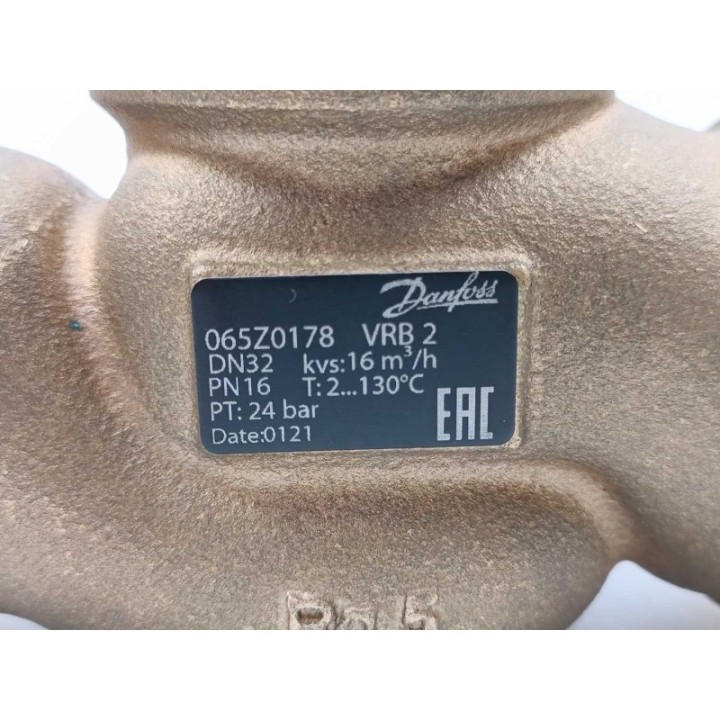 Danfoss
065Z0178 VRB 2
DN32 kvs:16 m³/h
PN16 T: 2...130°C
PT: 24 bar
Date:0121
EAC